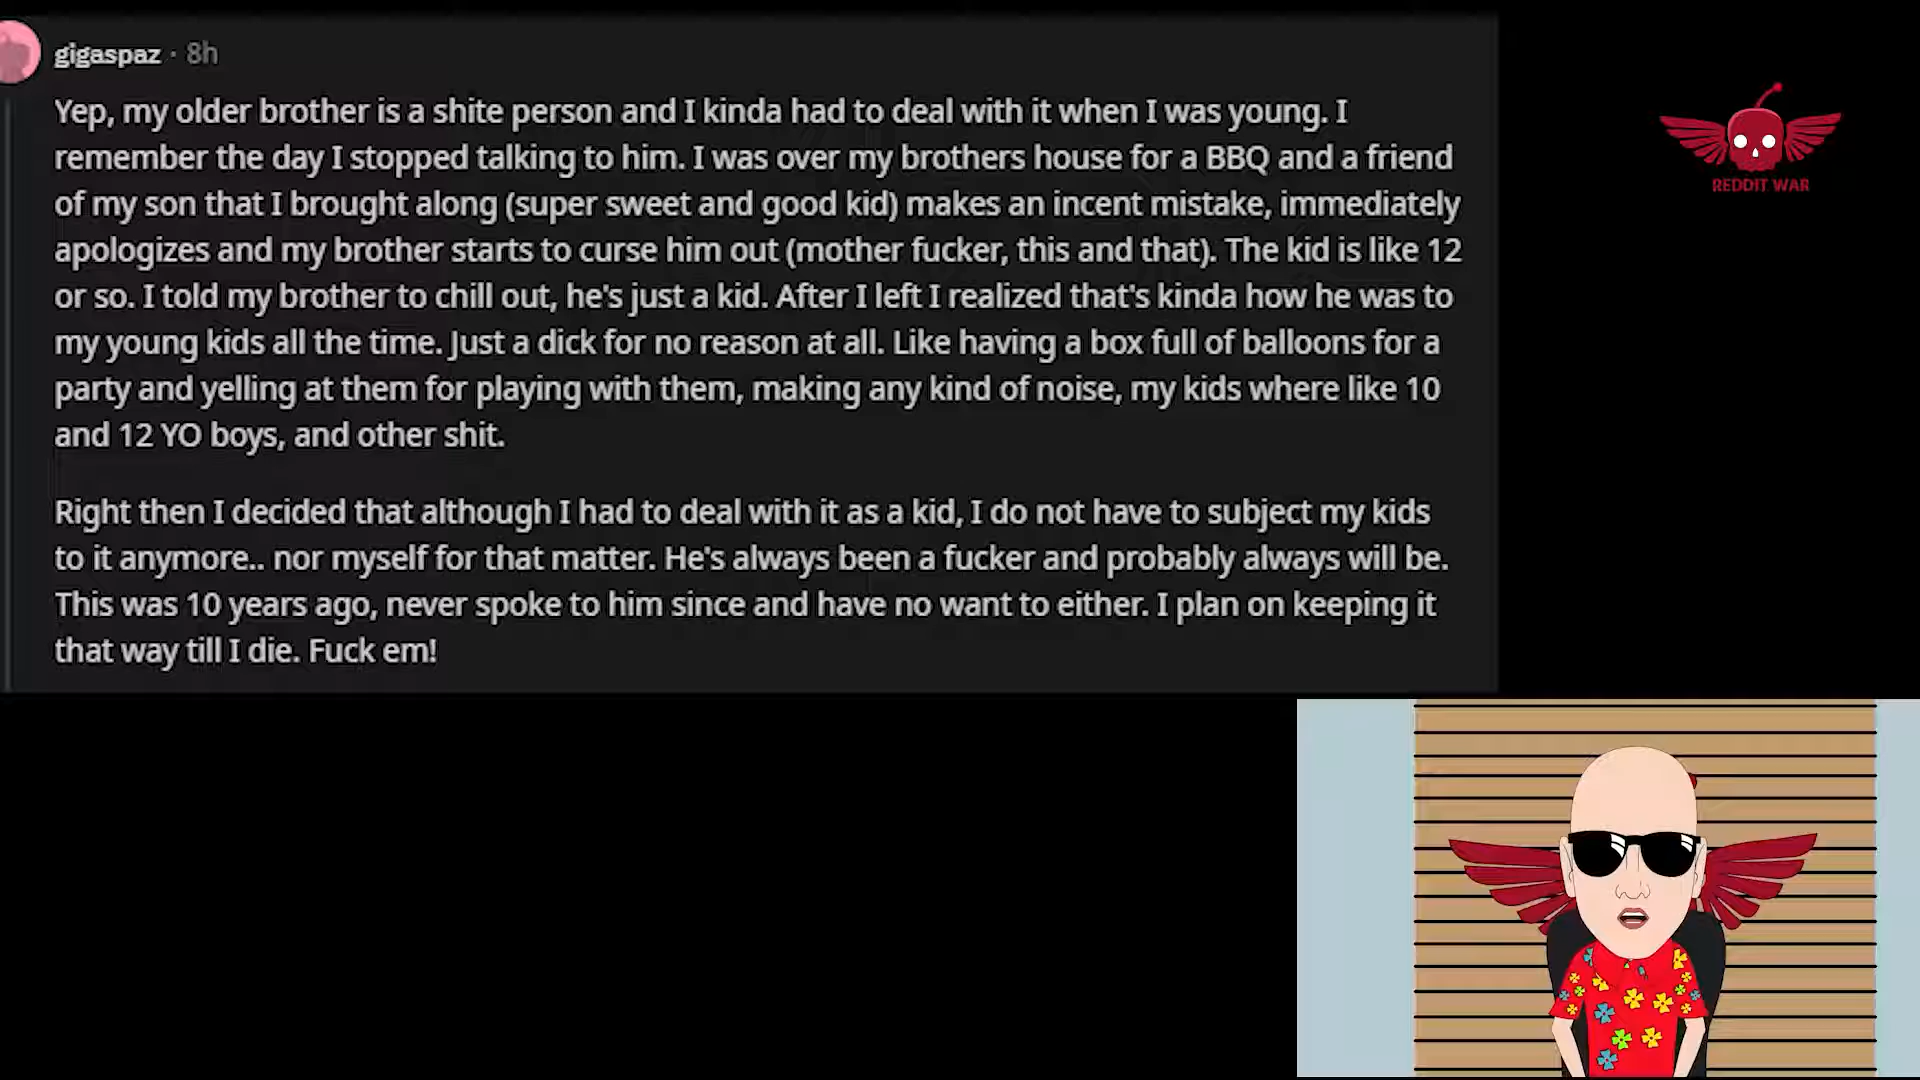 gigaspaz · 8h
Yep, my older brother is a shite person and I kinda had to deal with it when I was young. I
remember the day I stopped talking to him. I was over my brothers house for a BBQ and a friend
of my son that I brought along (super sweet and good kid) makes an incent mistake, immediately
apologizes and my brother starts to curse him out (mother fucker, this and that). The kid is like 12
or so. I told my brother to chill out, he's just a kid. After I left I realized that's kinda how he was to
my young kids all the time. Just a dick for no reason at all. Like having a box full of balloons for a
party and yelling at them for playing with them, making any kind of noise, my kids where like 10
and 12 YO boys, and other shit.
Right then I decided that although I had to deal with it as a kid, I do not have to subject my kids
to it anymore.. nor myself for that matter. He's always been a fucker and probably always will be.
This was 10 years ago, never spoke to him since and have no want to either. I plan on keeping it
that way till I die. Fuck em!
REDDIT WAR